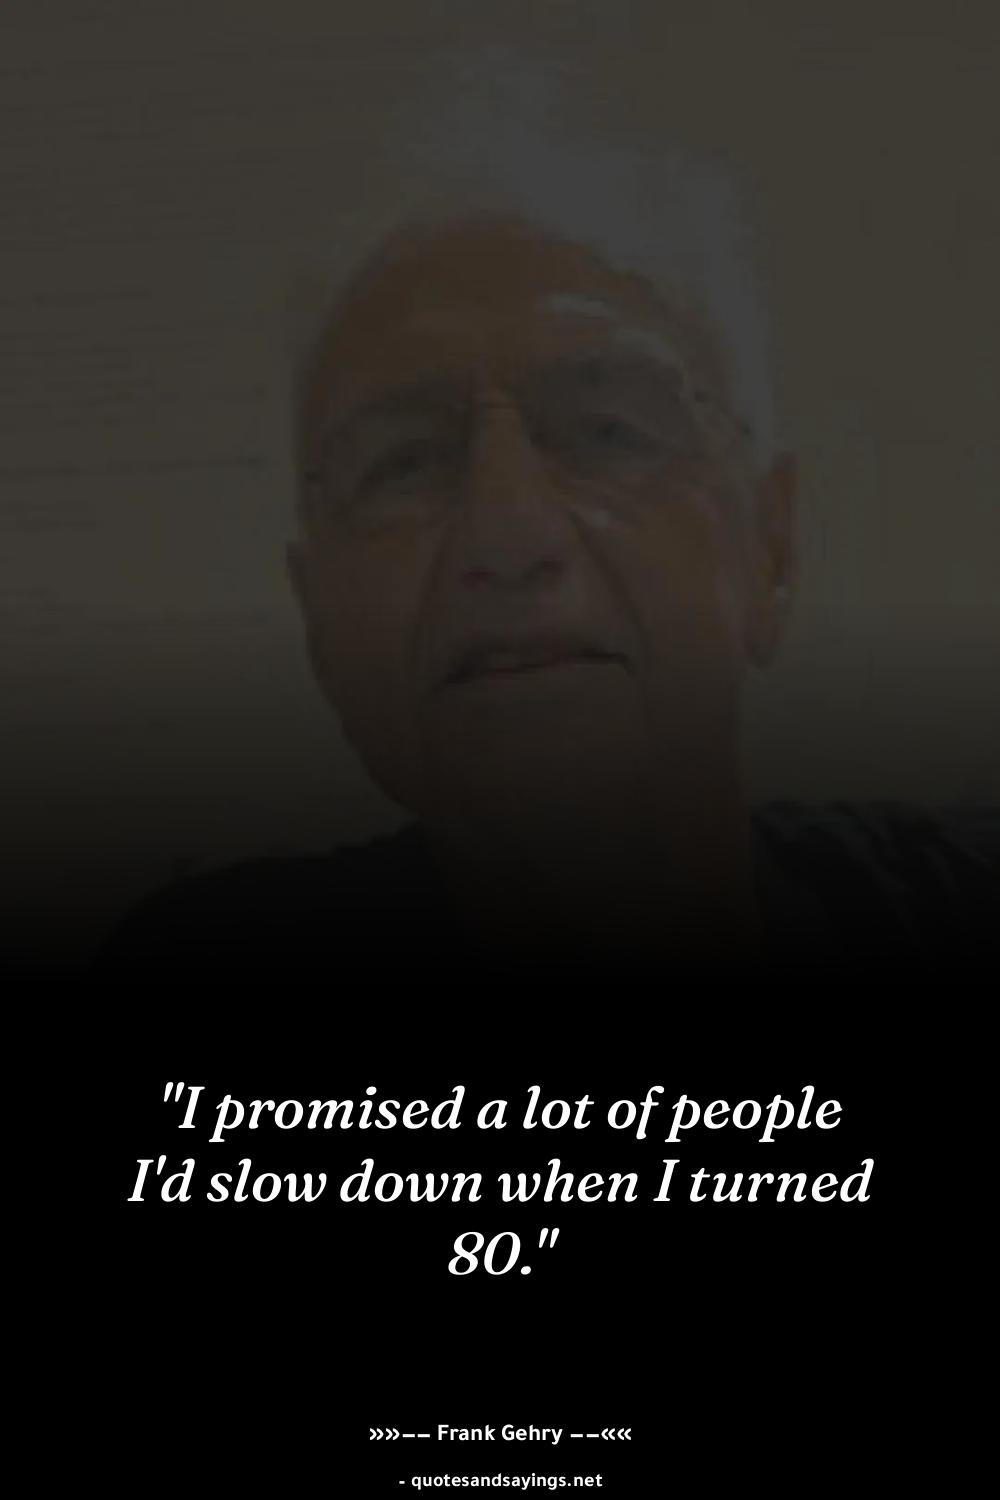 "I promised a lot of people
I'd slow down when I turned
80."
»»–– Frank Gehry ––««
- quotesandsayings.net